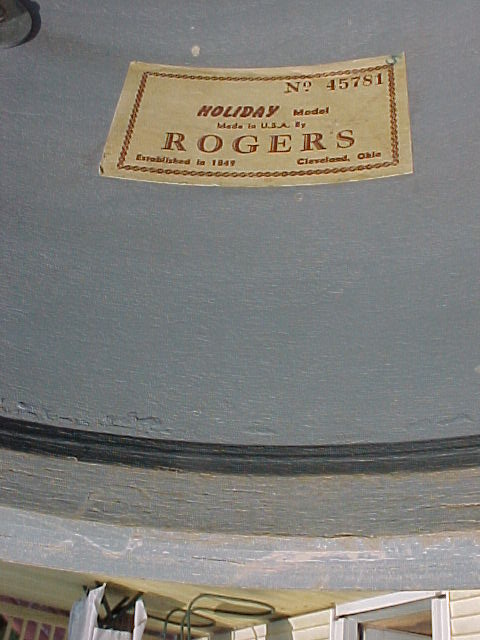 Nº 45781
HOLIDAY Model
Made in U.S.A. By
ROGERS
Established in 1849 Cleveland, Ohio